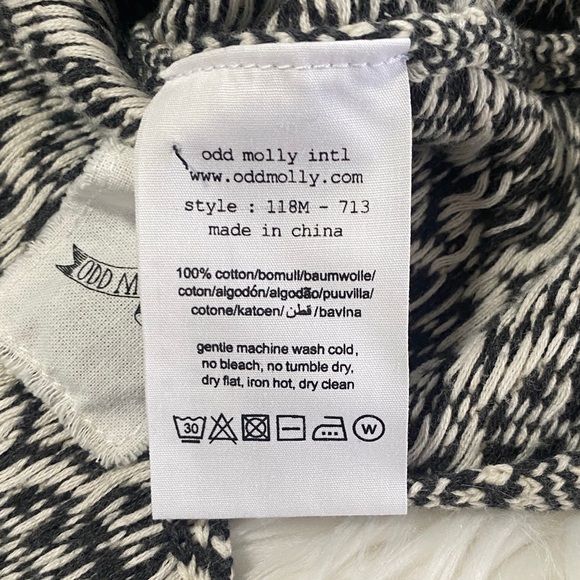 odd molly intl
www.oddmolly.com
style : 118M - 713
made in china
100% cotton/bomull/baumwolle/
coton/algodón/algodão/puuvilla/
cotone/katoen/قطن/bavlna
gentle machine wash cold,
no bleach, no tumble dry,
dry flat, iron hot, dry clean
30
W
ODD M